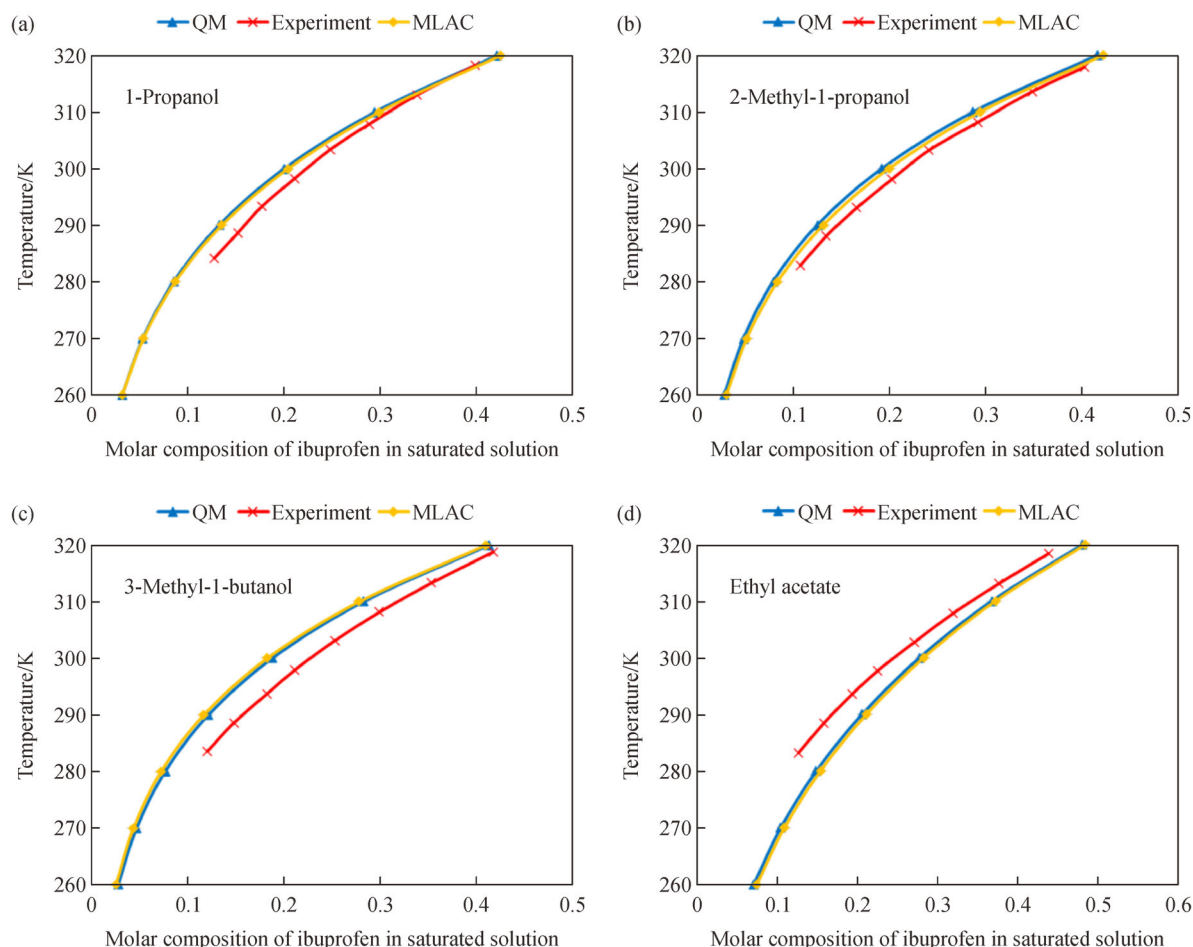 (a) QM Experiment MLAC
1-Propanol
Temperature/K
320
310
300
290
280
270
260
0 0.1 0.2 0.3 0.4 0.5
Molar composition of ibuprofen in saturated solution
(b) QM Experiment MLAC
2-Methyl-1-propanol
Temperature/K
320
310
300
290
280
270
260
0 0.1 0.2 0.3 0.4 0.5
Molar composition of ibuprofen in saturated solution
(c) QM Experiment MLAC
3-Methyl-1-butanol
Temperature/K
320
310
300
290
280
270
260
0 0.1 0.2 0.3 0.4 0.5
Molar composition of ibuprofen in saturated solution
(d) QM Experiment MLAC
Ethyl acetate
Temperature/K
320
310
300
290
280
270
260
0 0.1 0.2 0.3 0.4 0.5 0.6
Molar composition of ibuprofen in saturated solution